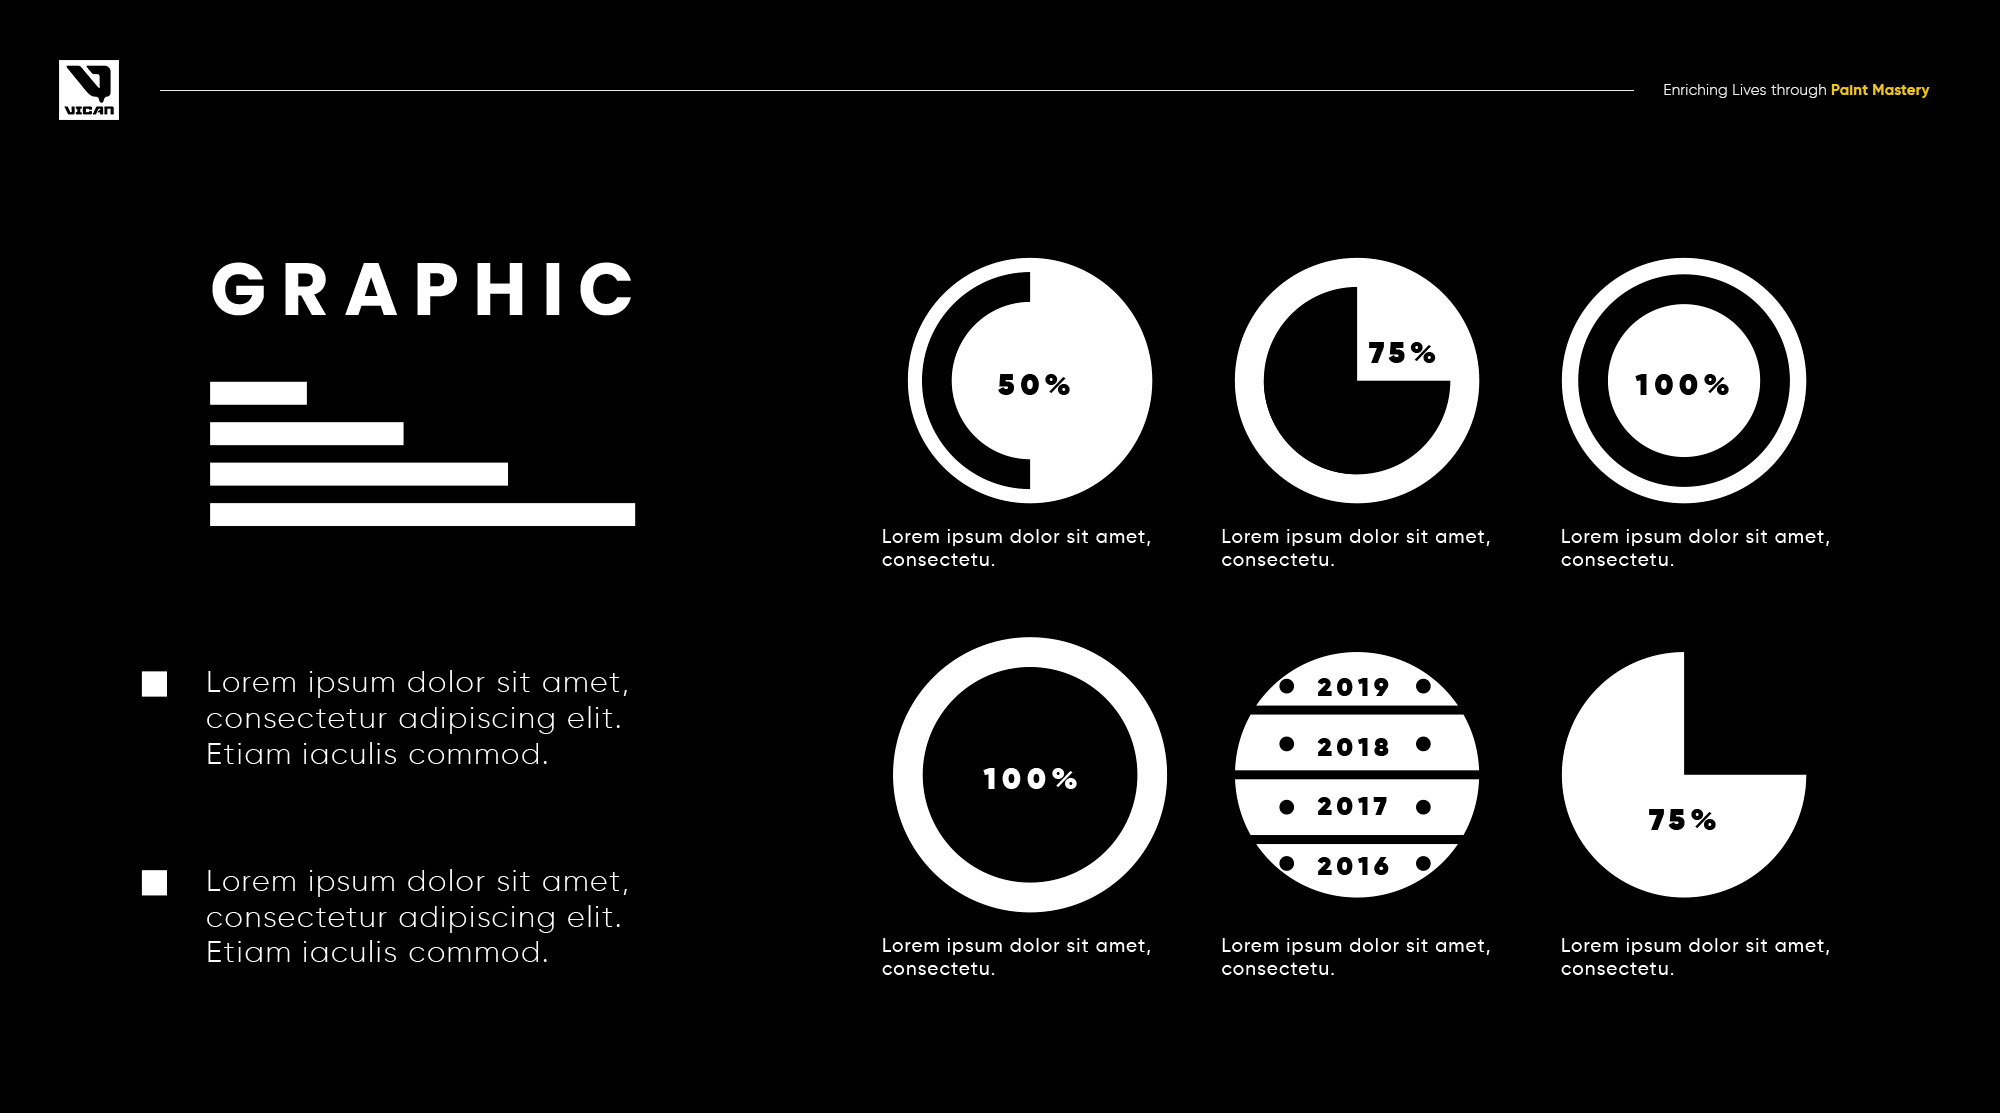 VICAN
Enriching Lives through Paint Mastery
GRAPHIC
Lorem ipsum dolor sit amet,
consectetur adipiscing elit.
Etiam iaculis commod.
Lorem ipsum dolor sit amet,
consectetur adipiscing elit.
Etiam iaculis commod.
50%
75%
100%
Lorem ipsum dolor sit amet,
consectetu.
Lorem ipsum dolor sit amet,
consectetu.
Lorem ipsum dolor sit amet,
consectetu.
100%
2019
2018
2017
2016
75%
Lorem ipsum dolor sit amet,
consectetu.
Lorem ipsum dolor sit amet,
consectetu.
Lorem ipsum dolor sit amet,
consectetu.